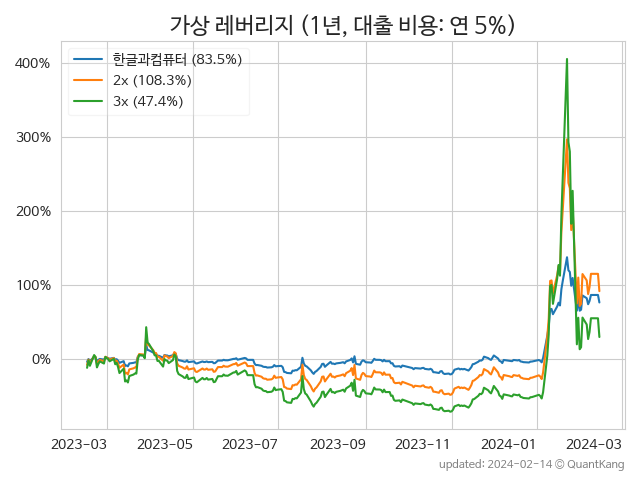 가상 레버리지 (1년, 대출 비용: 연 5%)
한글과컴퓨터 (83.5%)
2x (108.3%)
3x (47.4%)
400%
300%
200%
100%
0%
2023-03 2023-05 2023-07 2023-09 2023-11 2024-01 2024-03
updated: 2024-02-14 © QuantKang